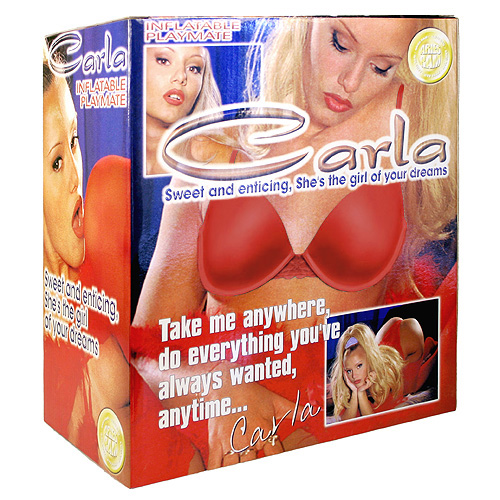 Carla
INFLATABLE
PLAYMATE
Sweet and enticing,
She's the girl
of your dreams
INFLATABLE
PLAYMATE
Carla
Sweet and enticing, She's the girl of your dreams
Take me anywhere,
do everything you've
always wanted,
anytime...
Carla